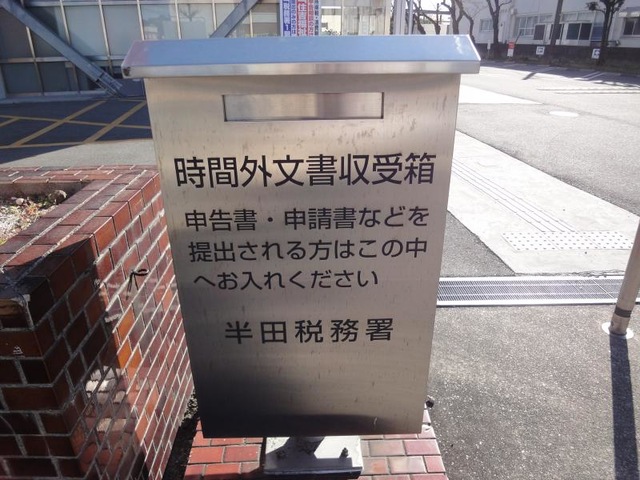 時間外文書収受箱
申告書・申請書などを
提出される方はこの中
へお入れください
半田税務署